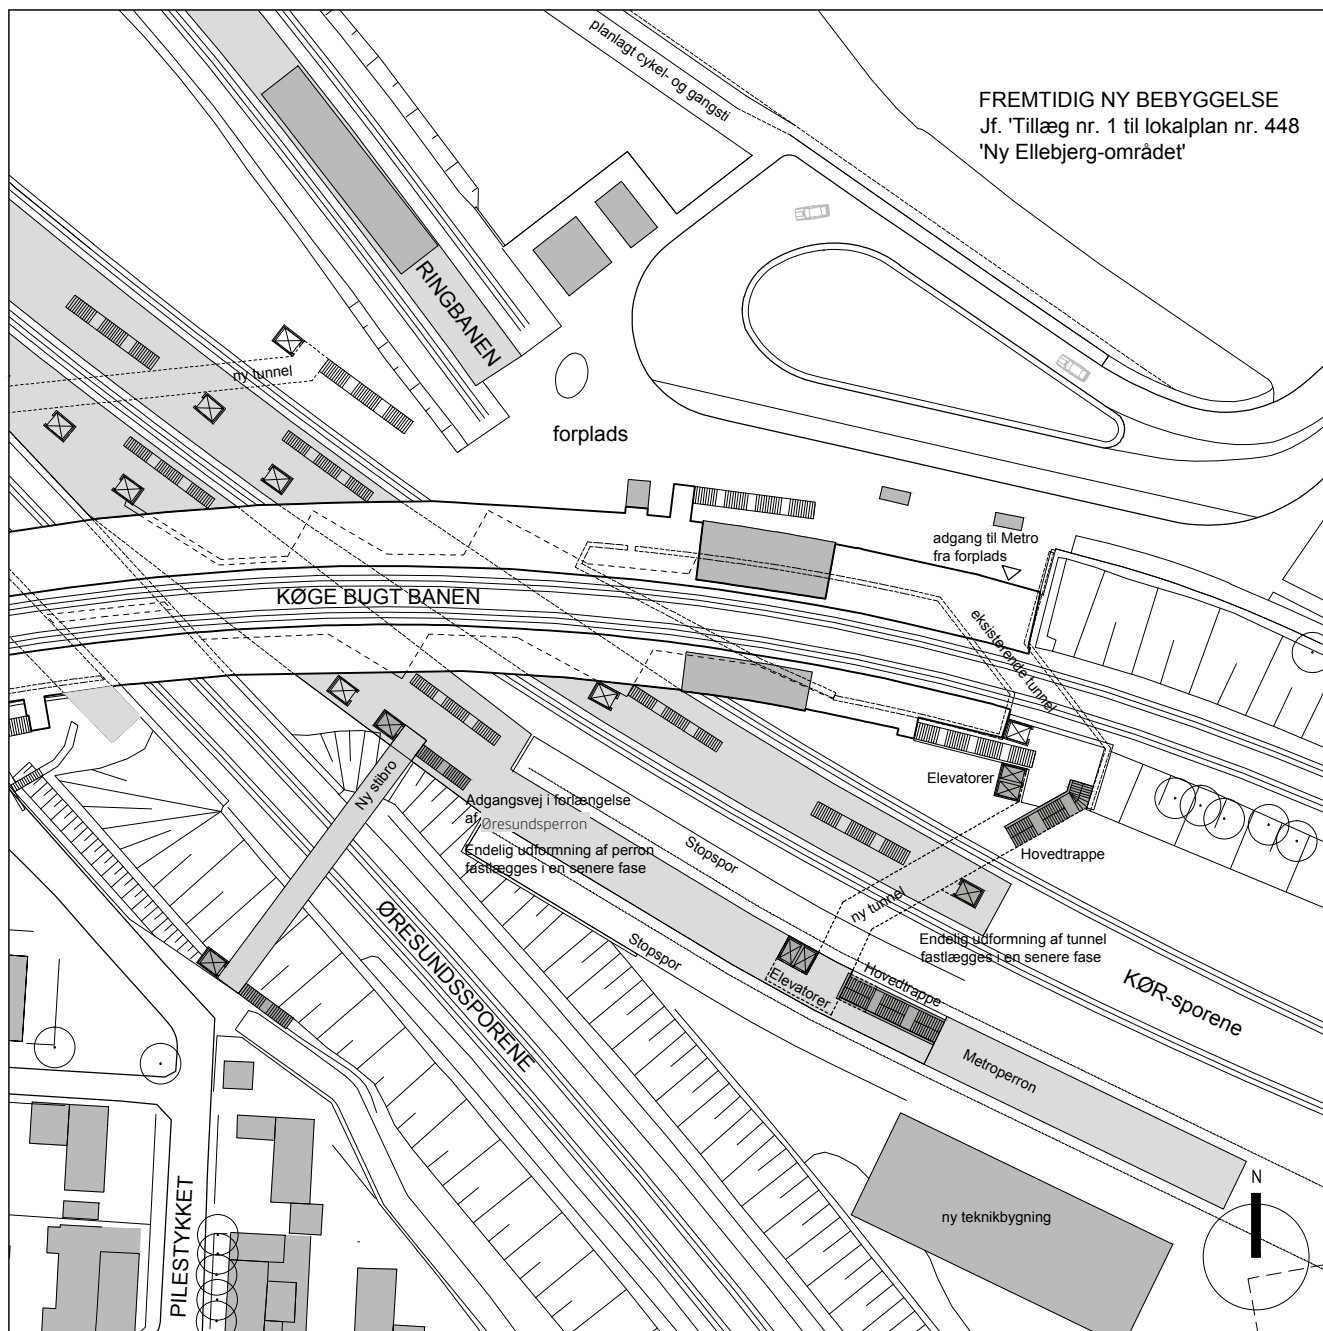 planlagt cykel- og gangsti
FREMTIDIG NY BEBYGGELSE
Jf. 'Tillæg nr. 1 til lokalplan nr. 448
'Ny Ellebjerg-området'
RINGBANEN
ny tunnel
forplads
adgang til Metro
fra forplads
KØGE BUGT BANEN
eksisterende tunnel
Ny stibro
Elevatorer
Adgangsvej i forlængelse
af Øresundsperron
Endelig udformning af perron
fastlægges i en senere fase
Stopspor
Hovedtrappe
ny tunnel
Stopspor
Endelig udformning af tunnel
fastlægges i en senere fase
Elevatorer
Hovedtrappe
KØR-sporene
ØRESUNDSSPORENE
Metroperron
N
ny teknikbygning
PILESTYKKET